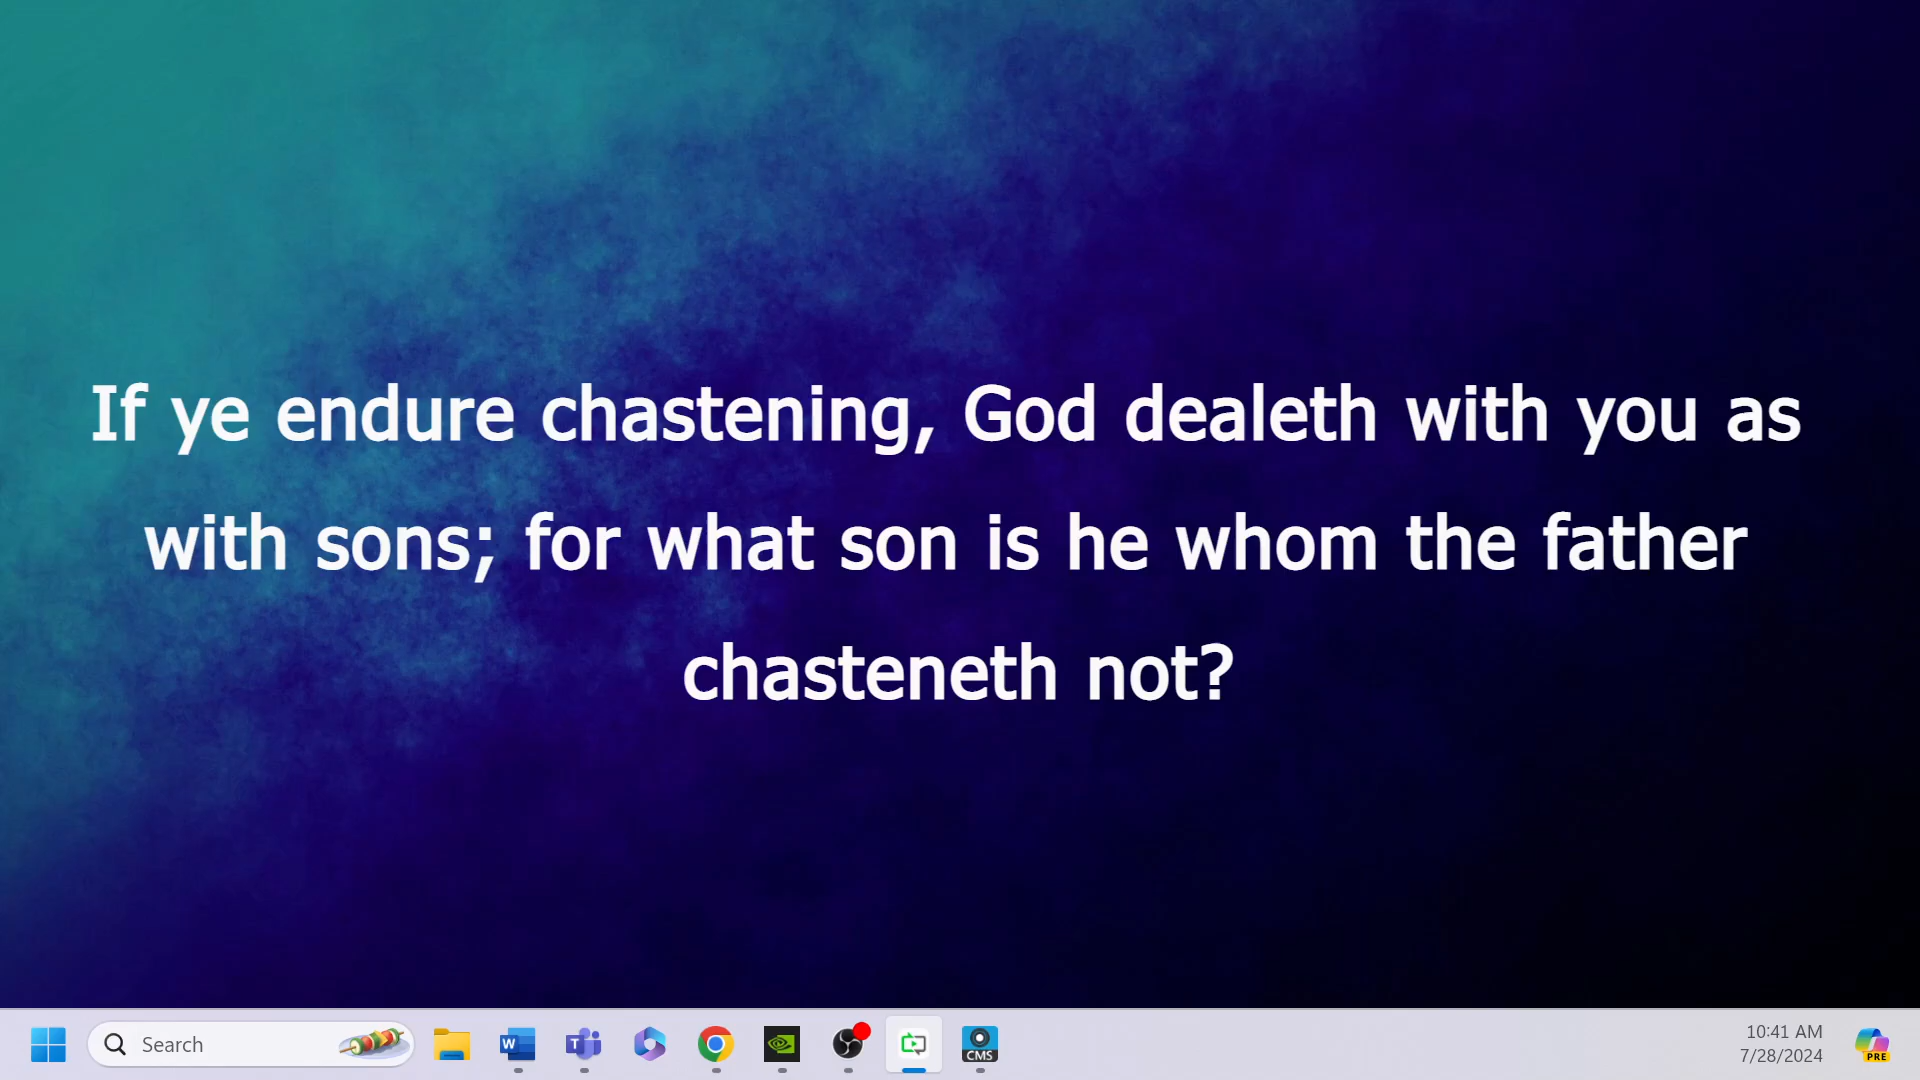 If ye endure chastening, God dealeth with you as
with sons; for what son is he whom the father
chasteneth not?
Search
W
T
CMS
10:41 AM
7/28/2024
PRE